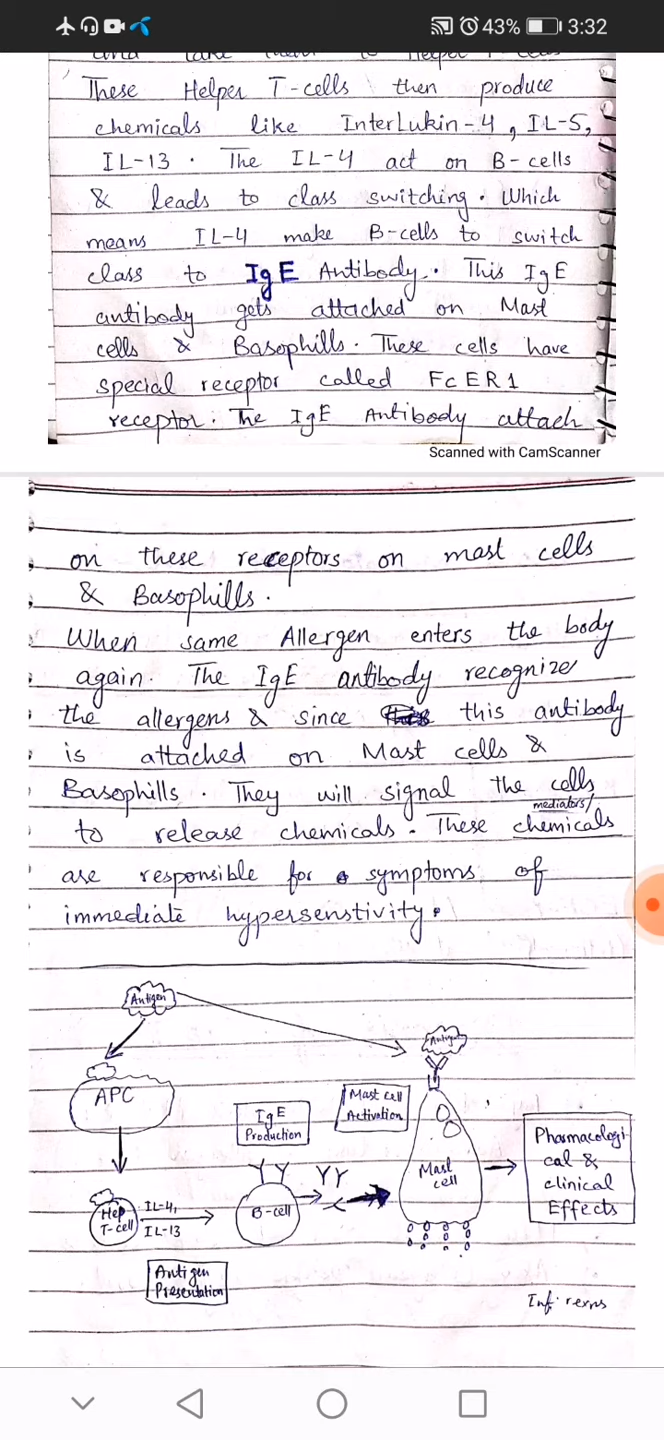 43% 3:32
These Helper T-cells then produce
chemicals like InterLukin-4, IL-5,
IL-13. The IL-4 act on B-cells
& leads to class switching. Which
means IL-4 make B-cells to switch
class to IgE Antibody. This IgE
antibody gets attached on Mast
cells & Basophills. These cells have
special receptor called FcER1
receptor. The IgE Antibody attach
Scanned with CamScanner
on these receptors on mast cells
& Basophills.
When same Allergen enters the body
again. The IgE antibody recognize
the allergens & since this antibody
is attached on Mast cells &
Basophills. They will signal the cells
mediators/
to release chemicals. These chemicals
are responsible for symptoms of
immediate hypersenstivity.
Antigen
Antigen
APC
Mast cell
Activation
IgE
Production
Pharmacologi
cal &
clinical
Effects
Mast
cell
Hep
T-cell
IL-4,
IL-13
B-cell
Antigen
Presentation